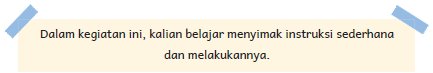 Dalam kegiatan ini, kalian belajar menyimak instruksi sederhana
dan melakukannya.